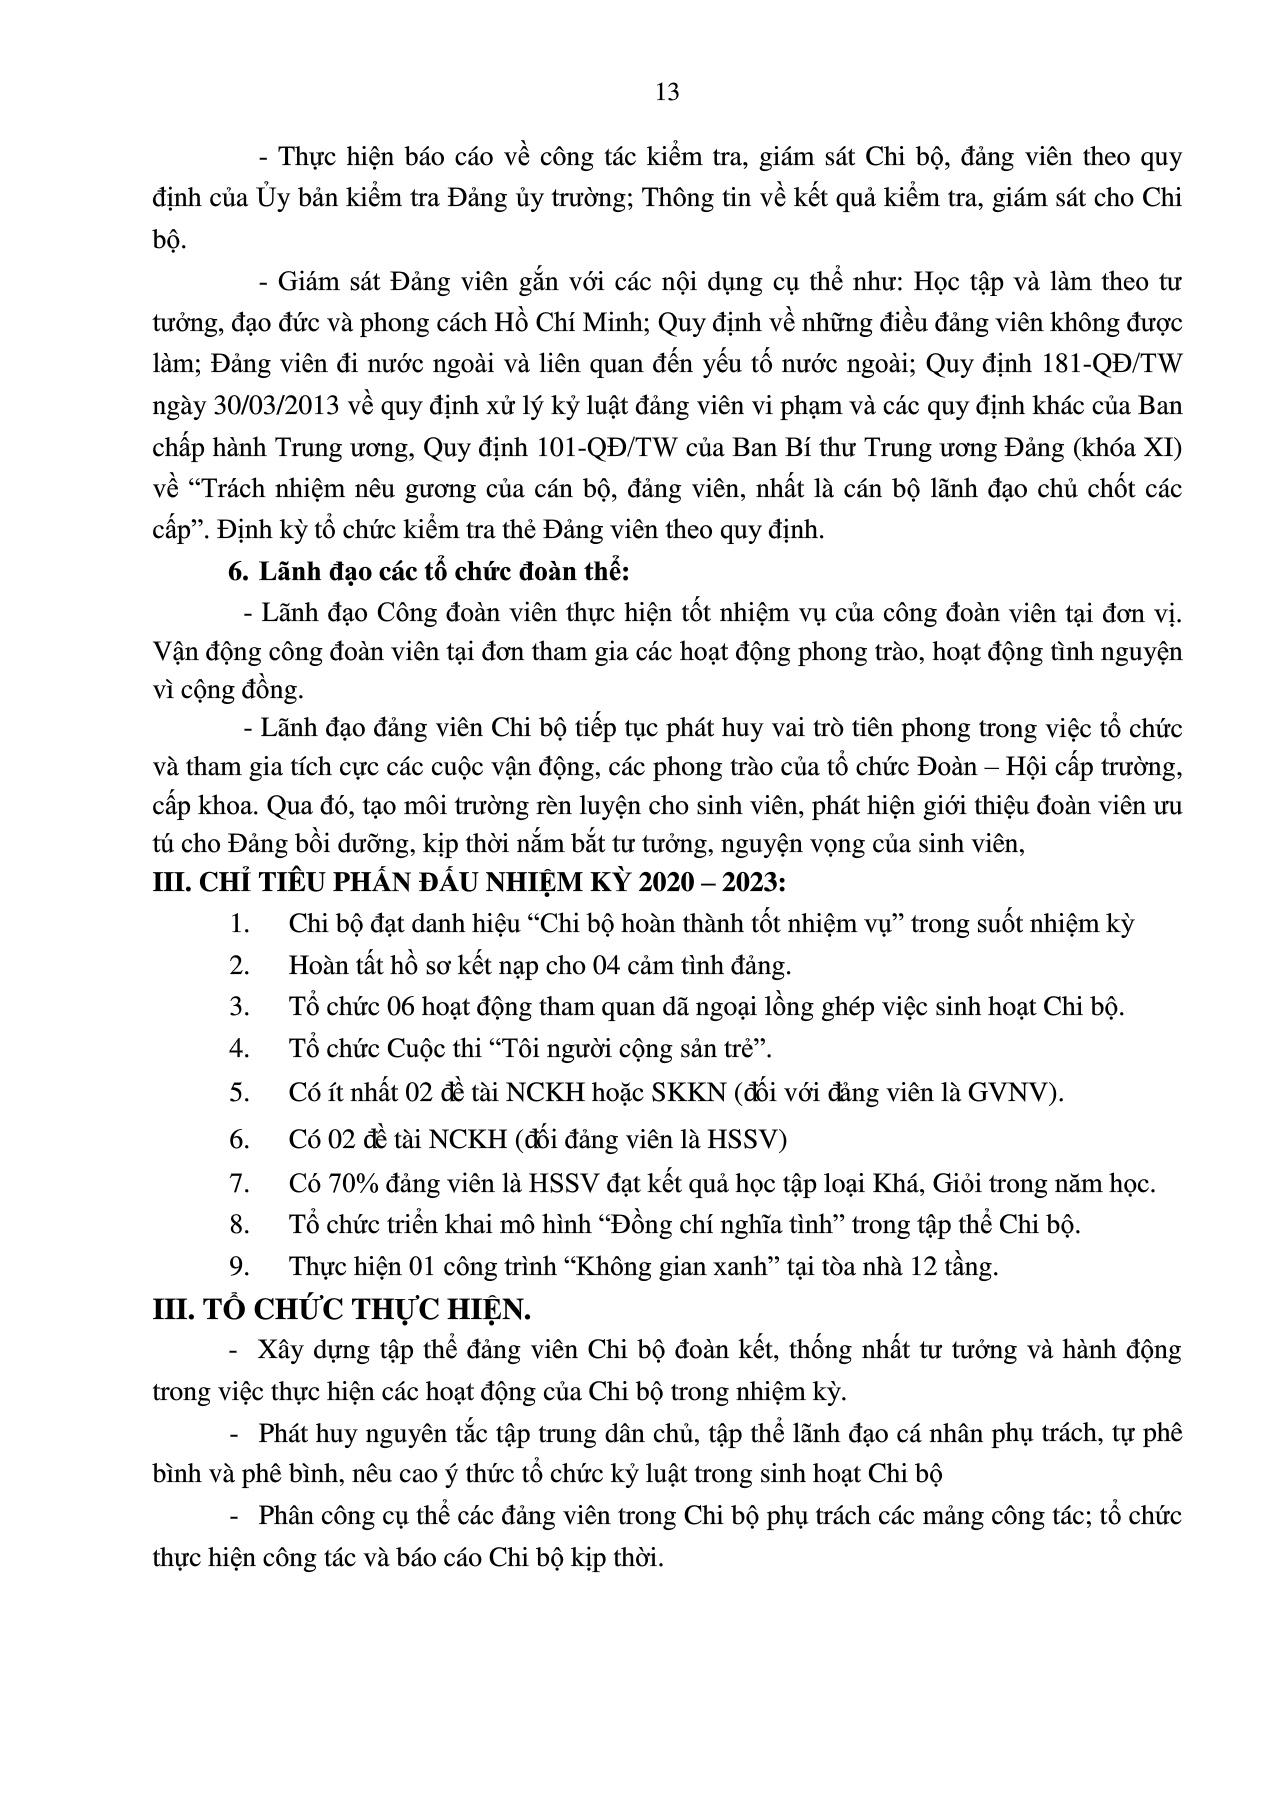 13
- Thực hiện báo cáo về công tác kiểm tra, giám sát Chi bộ, đảng viên theo quy
định của Ủy bản kiểm tra Đảng ủy trường; Thông tin về kết quả kiểm tra, giám sát cho Chi
bộ.
- Giám sát Đảng viên gắn với các nội dụng cụ thể như: Học tập và làm theo tư
tưởng, đạo đức và phong cách Hồ Chí Minh; Quy định về những điều đảng viên không được
làm; Đảng viên đi nước ngoài và liên quan đến yếu tố nước ngoài; Quy định 181-QĐ/TW
ngày 30/03/2013 về quy định xử lý kỷ luật đảng viên vi phạm và các quy định khác của Ban
chấp hành Trung ương, Quy định 101-QĐ/TW của Ban Bí thư Trung ương Đảng (khóa XI)
về “Trách nhiệm nêu gương của cán bộ, đảng viên, nhất là cán bộ lãnh đạo chủ chốt các
cấp”. Định kỳ tổ chức kiểm tra thẻ Đảng viên theo quy định.
6. Lãnh đạo các tổ chức đoàn thể:
- Lãnh đạo Công đoàn viên thực hiện tốt nhiệm vụ của công đoàn viên tại đơn vị.
Vận động công đoàn viên tại đơn tham gia các hoạt động phong trào, hoạt động tình nguyện
vì cộng đồng.
- Lãnh đạo đảng viên Chi bộ tiếp tục phát huy vai trò tiên phong trong việc tổ chức
và tham gia tích cực các cuộc vận động, các phong trào của tổ chức Đoàn – Hội cấp trường,
cấp khoa. Qua đó, tạo môi trường rèn luyện cho sinh viên, phát hiện giới thiệu đoàn viên ưu
tú cho Đảng bồi dưỡng, kịp thời nắm bắt tư tưởng, nguyện vọng của sinh viên,
III. CHỈ TIÊU PHẤN ĐẤU NHIỆM KỲ 2020 – 2023:
1. Chi bộ đạt danh hiệu “Chi bộ hoàn thành tốt nhiệm vụ” trong suốt nhiệm kỳ
2. Hoàn tất hồ sơ kết nạp cho 04 cảm tình đảng.
3. Tổ chức 06 hoạt động tham quan dã ngoại lồng ghép việc sinh hoạt Chi bộ.
4. Tổ chức Cuộc thi “Tôi người cộng sản trẻ”.
5. Có ít nhất 02 đề tài NCKH hoặc SKKN (đối với đảng viên là GVNV).
6. Có 02 đề tài NCKH (đối đảng viên là HSSV)
7. Có 70% đảng viên là HSSV đạt kết quả học tập loại Khá, Giỏi trong năm học.
8. Tổ chức triển khai mô hình “Đồng chí nghĩa tình” trong tập thể Chi bộ.
9. Thực hiện 01 công trình “Không gian xanh” tại tòa nhà 12 tầng.
III. TỔ CHỨC THỰC HIỆN.
- Xây dựng tập thể đảng viên Chi bộ đoàn kết, thống nhất tư tưởng và hành động
trong việc thực hiện các hoạt động của Chi bộ trong nhiệm kỳ.
- Phát huy nguyên tắc tập trung dân chủ, tập thể lãnh đạo cá nhân phụ trách, tự phê
bình và phê bình, nêu cao ý thức tổ chức kỷ luật trong sinh hoạt Chi bộ
- Phân công cụ thể các đảng viên trong Chi bộ phụ trách các mảng công tác; tổ chức
thực hiện công tác và báo cáo Chi bộ kịp thời.